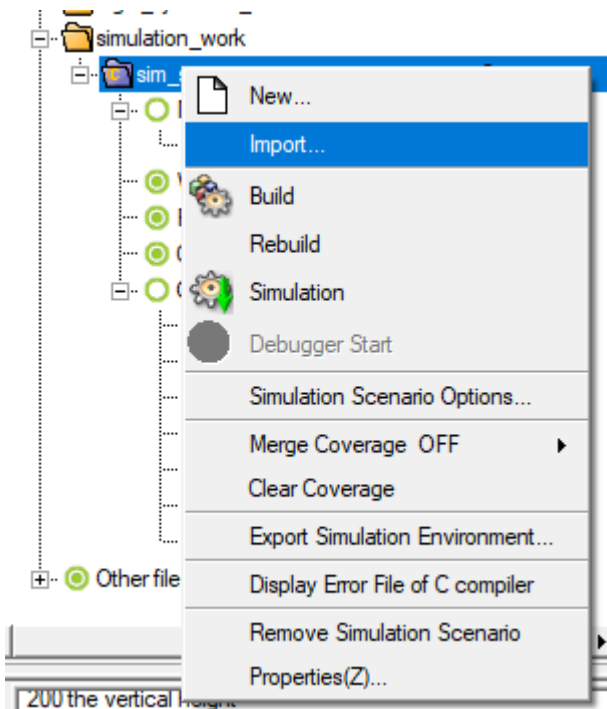 simulation_work
sim_
New...
Import...
Build
Rebuild
Simulation
Debugger Start
Simulation Scenario Options...
Merge Coverage OFF
Clear Coverage
Export Simulation Environment...
Other file
Display Error File of C compiler
Remove Simulation Scenario
Properties(Z)...
200 the vertical height